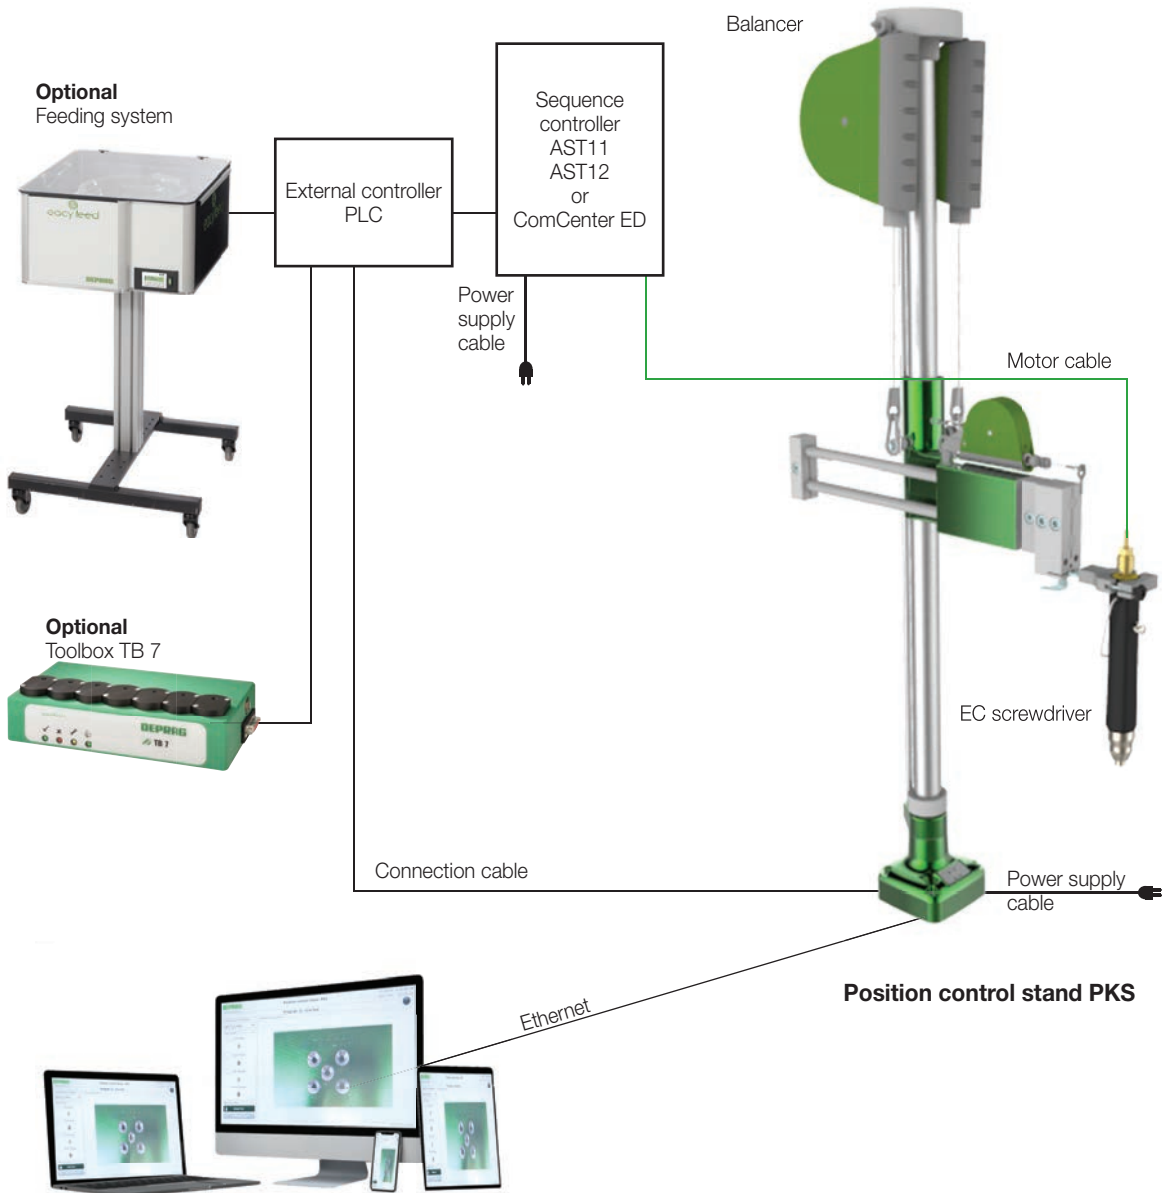 Balancer
Optional
Feeding system
easyfeed
DEPRAG
External controller
PLC
Sequence
controller
AST11
AST12
or
ComCenter ED
Power
supply
cable
Motor cable
Optional
Toolbox TB 7
DEPRAG
TB 7
EC screwdriver
Connection cable
Power supply
cable
Ethernet
Position control stand PKS